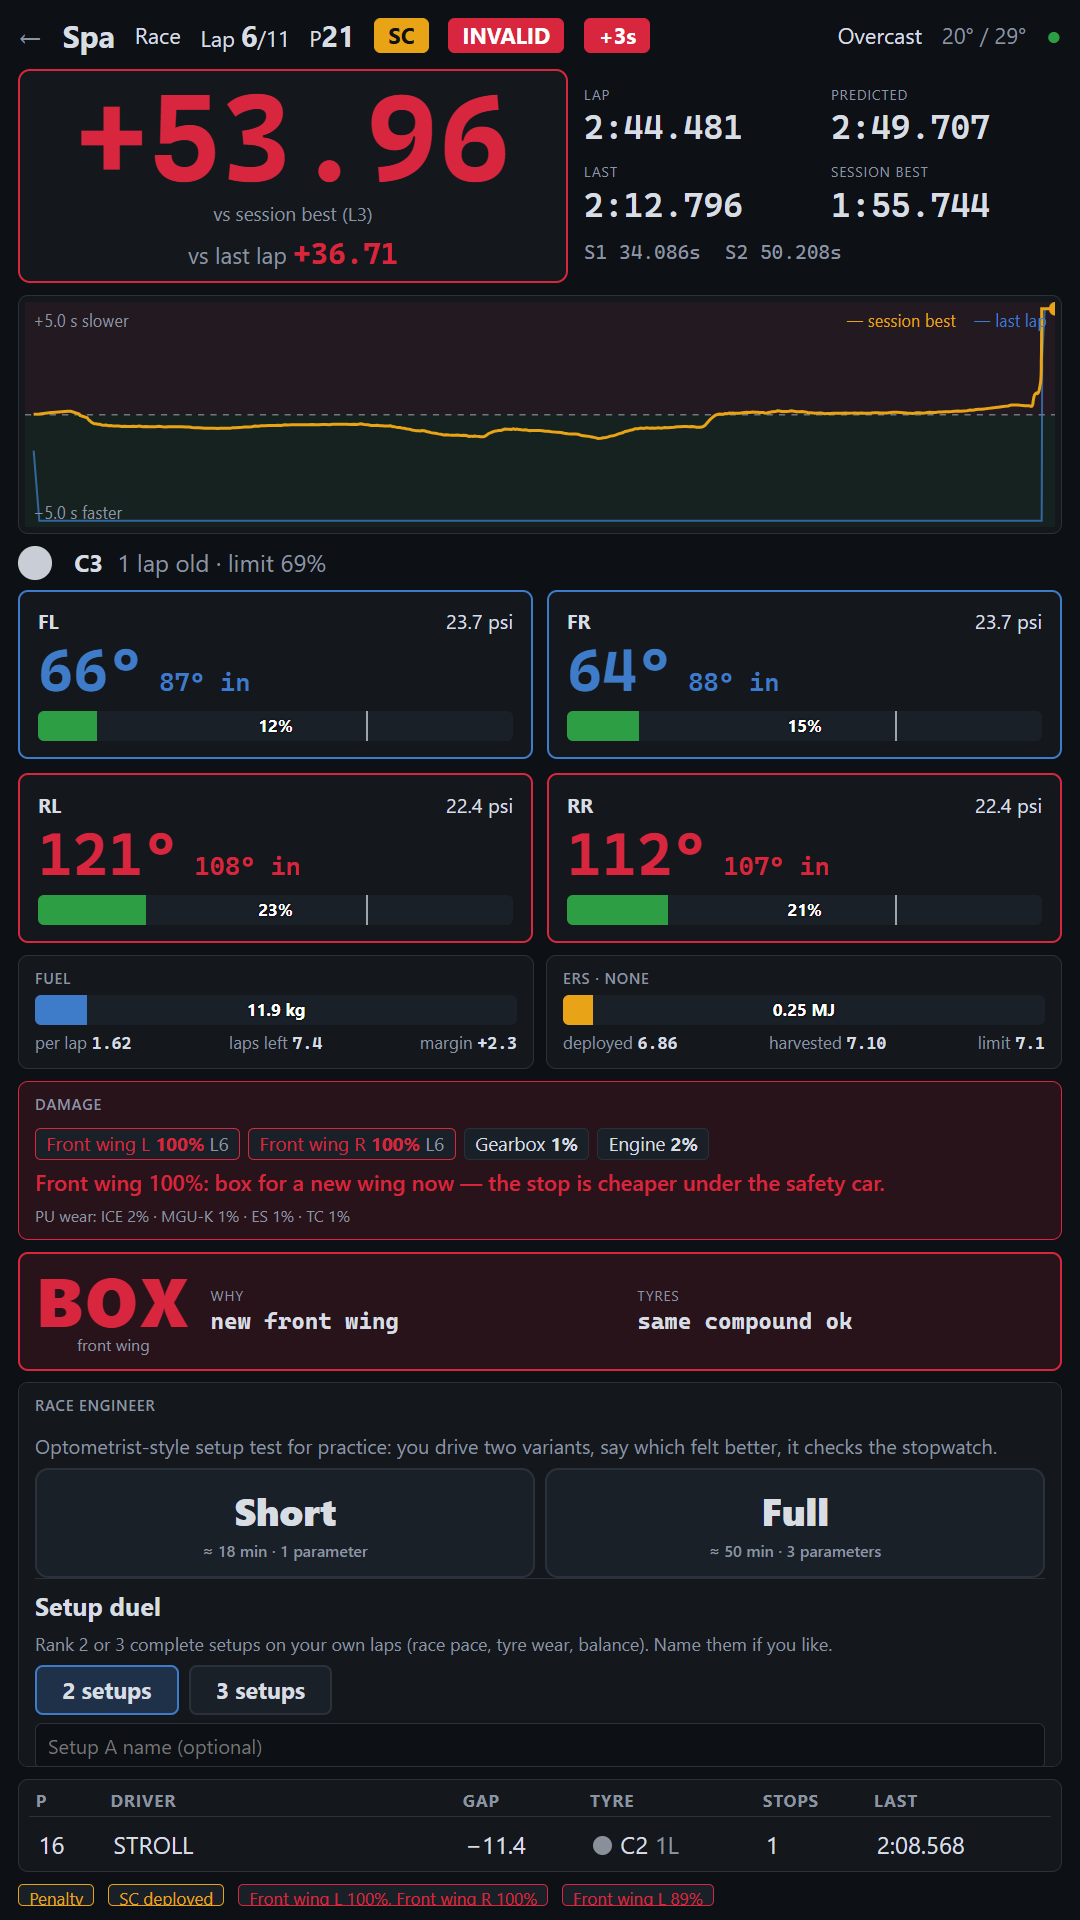 ← Spa Race Lap 6/11 P21 SC INVALID +3s Overcast 20° / 29°
+53.96
vs session best (L3)
vs last lap +36.71
LAP PREDICTED
2:44.481 2:49.707
LAST SESSION BEST
2:12.796 1:55.744
S1 34.086s S2 50.208s
+5.0 s slower — session best — last lap
−5.0 s faster
C3 1 lap old · limit 69%
FL 23.7 psi
66° 87° in
12%
FR 23.7 psi
64° 88° in
15%
RL 22.4 psi
121° 108° in
23%
RR 22.4 psi
112° 107° in
21%
FUEL
11.9 kg
per lap 1.62 laps left 7.4 margin +2.3
ERS · NONE
0.25 MJ
deployed 6.86 harvested 7.10 limit 7.1
DAMAGE
Front wing L 100% L6 Front wing R 100% L6 Gearbox 1% Engine 2%
Front wing 100%: box for a new wing now — the stop is cheaper under the safety car.
PU wear: ICE 2% · MGU-K 1% · ES 1% · TC 1%
BOX
front wing
WHY
new front wing
TYRES
same compound ok
RACE ENGINEER
Optometrist-style setup test for practice: you drive two variants, say which felt better, it checks the stopwatch.
Short
≈ 18 min · 1 parameter
Full
≈ 50 min · 3 parameters
Setup duel
Rank 2 or 3 complete setups on your own laps (race pace, tyre wear, balance). Name them if you like.
2 setups 3 setups
Setup A name (optional)
P DRIVER GAP TYRE STOPS LAST
16 STROLL −11.4 C2 1L 1 2:08.568
Penalty SC deployed Front wing L 100%, Front wing R 100% Front wing L 89%